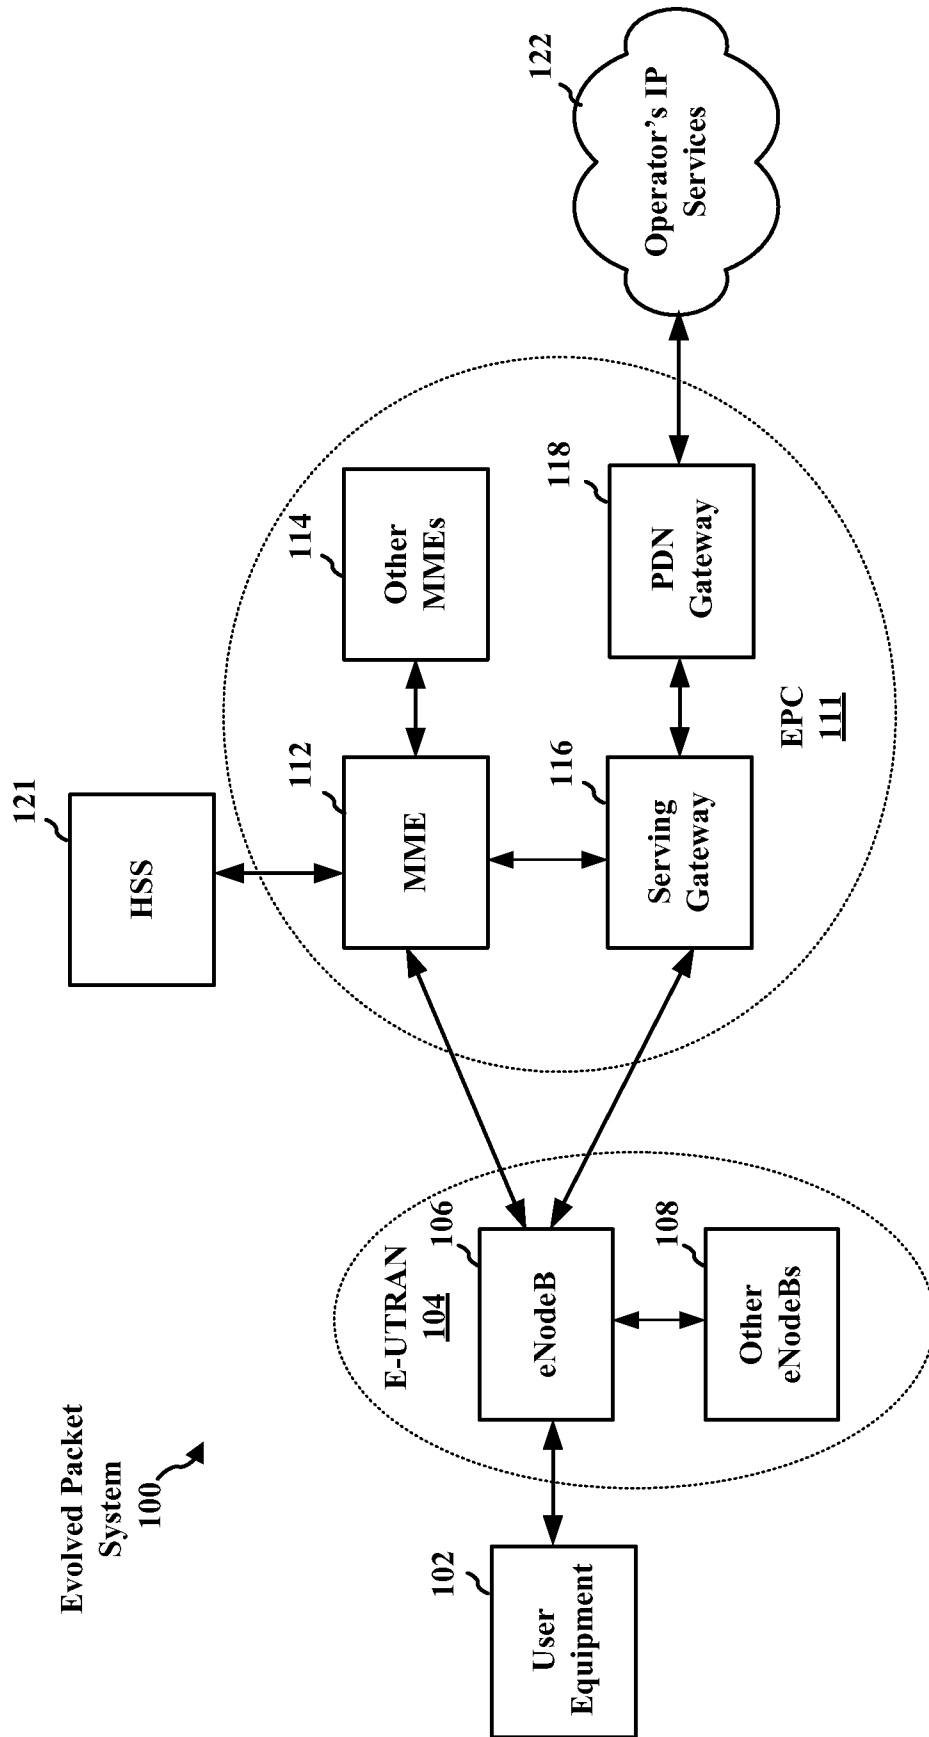 Evolved Packet
System
100
102
User
Equipment
E-UTRAN
104
106
eNodeB
108
Other
eNodeBs
121
HSS
112
MME
114
Other
MMEs
116
Serving
Gateway
118
PDN
Gateway
EPC
111
122
Operator's IP
Services